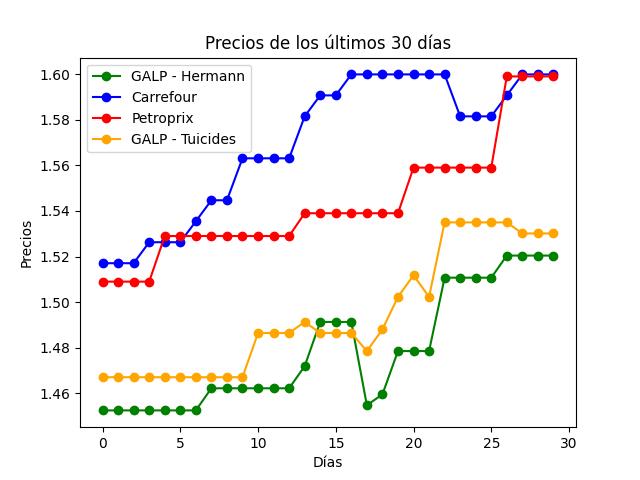 Precios de los últimos 30 días
GALP - Hermann
Carrefour
Petroprix
GALP - Tuicides
1.60
1.58
1.56
1.54
1.52
1.50
1.48
1.46
Precios
0 5 10 15 20 25 30
Días